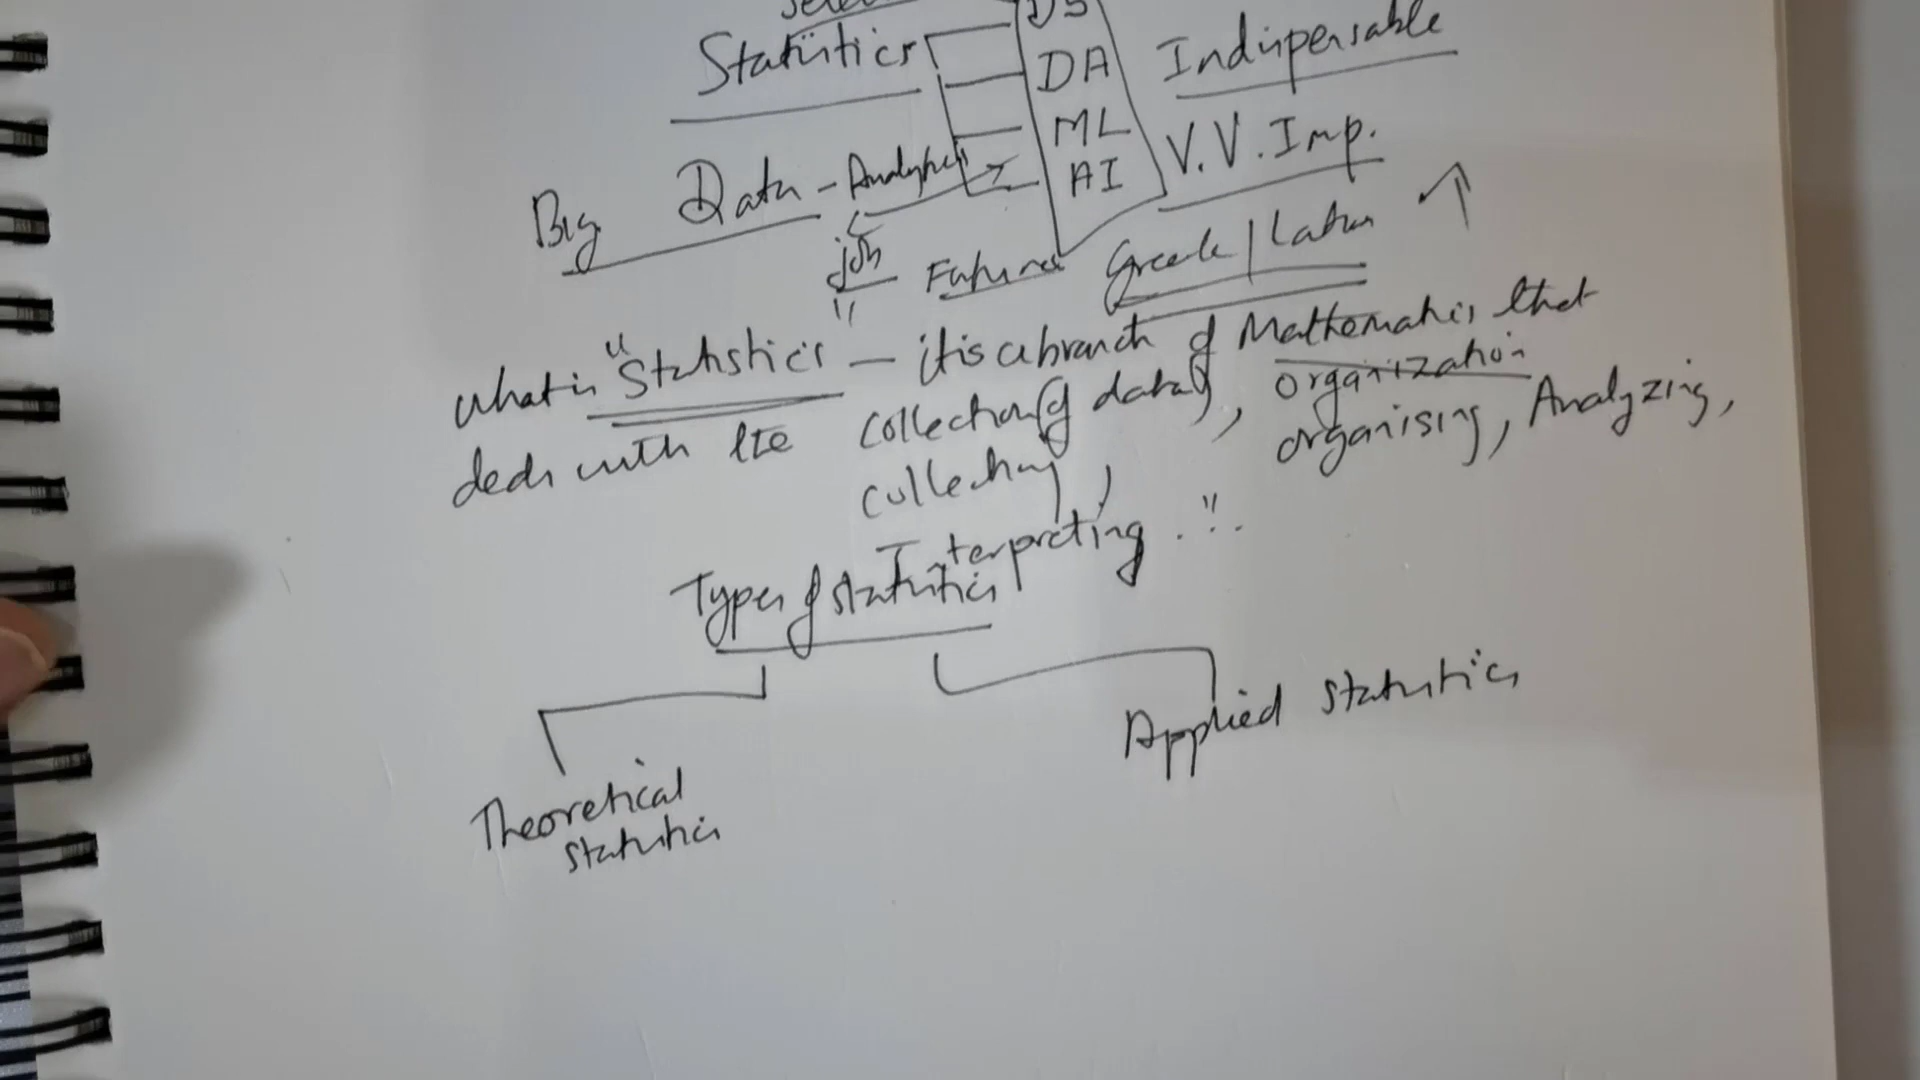 Statistics DS
DA Indispensable
ML V.V.Imp.
AI
Big Data - Analytics
job Future Greek | Latin
what is "Statistics" - it is a branch of Mathematics that
deals with the collection of data, organization
collecting, organising, Analyzing,
Interpreting.
Types of statistics
Theoretical
statistics
Applied statistics